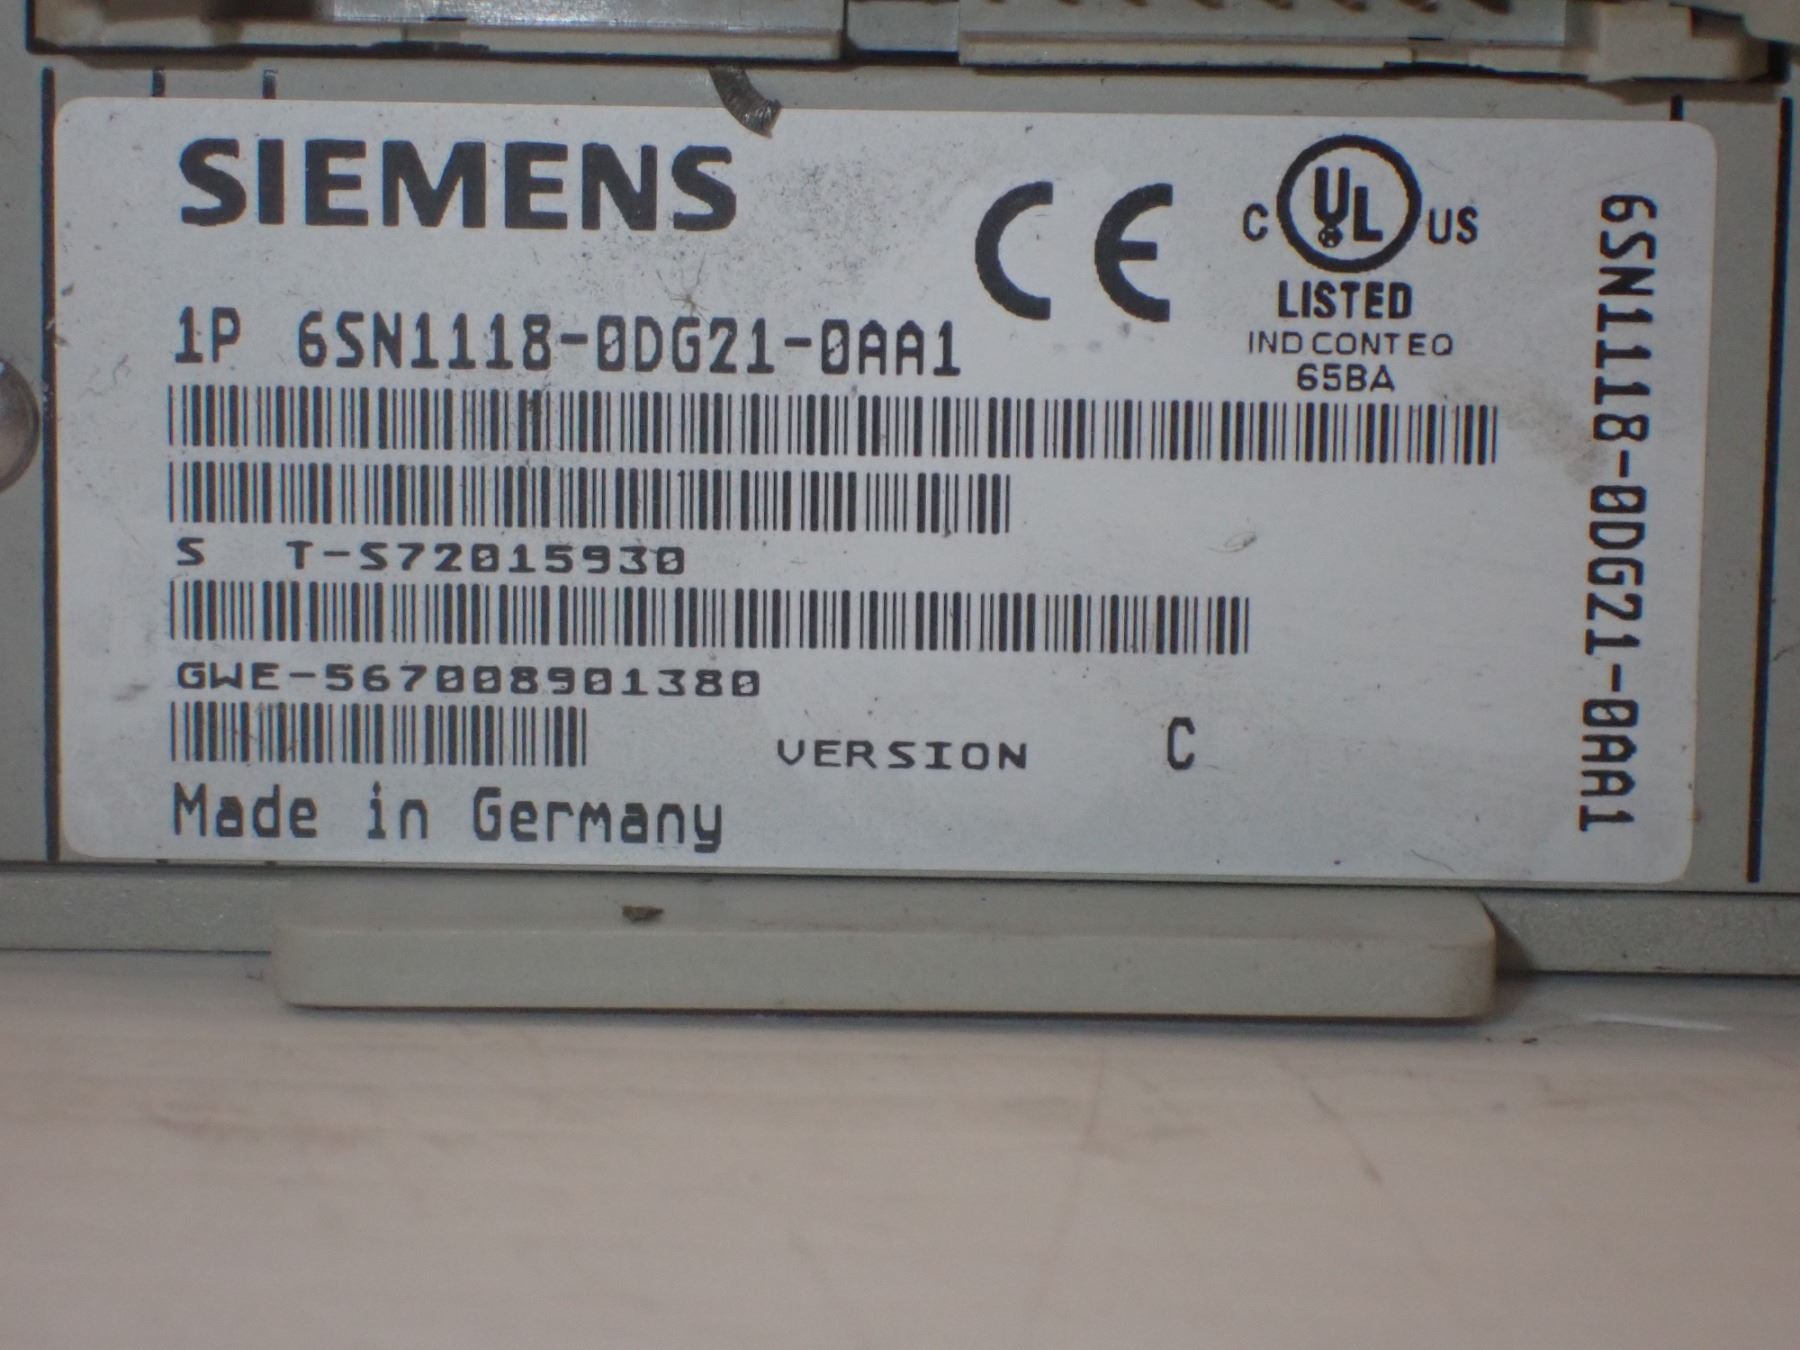 SIEMENS
CE
C UL US
LISTED
IND CONT EQ
65BA
1P 6SN1118-0DG21-0AA1
S T-S72015930
GWE-567008901380
VERSION C
Made in Germany
6SN1118-0DG21-0AA1